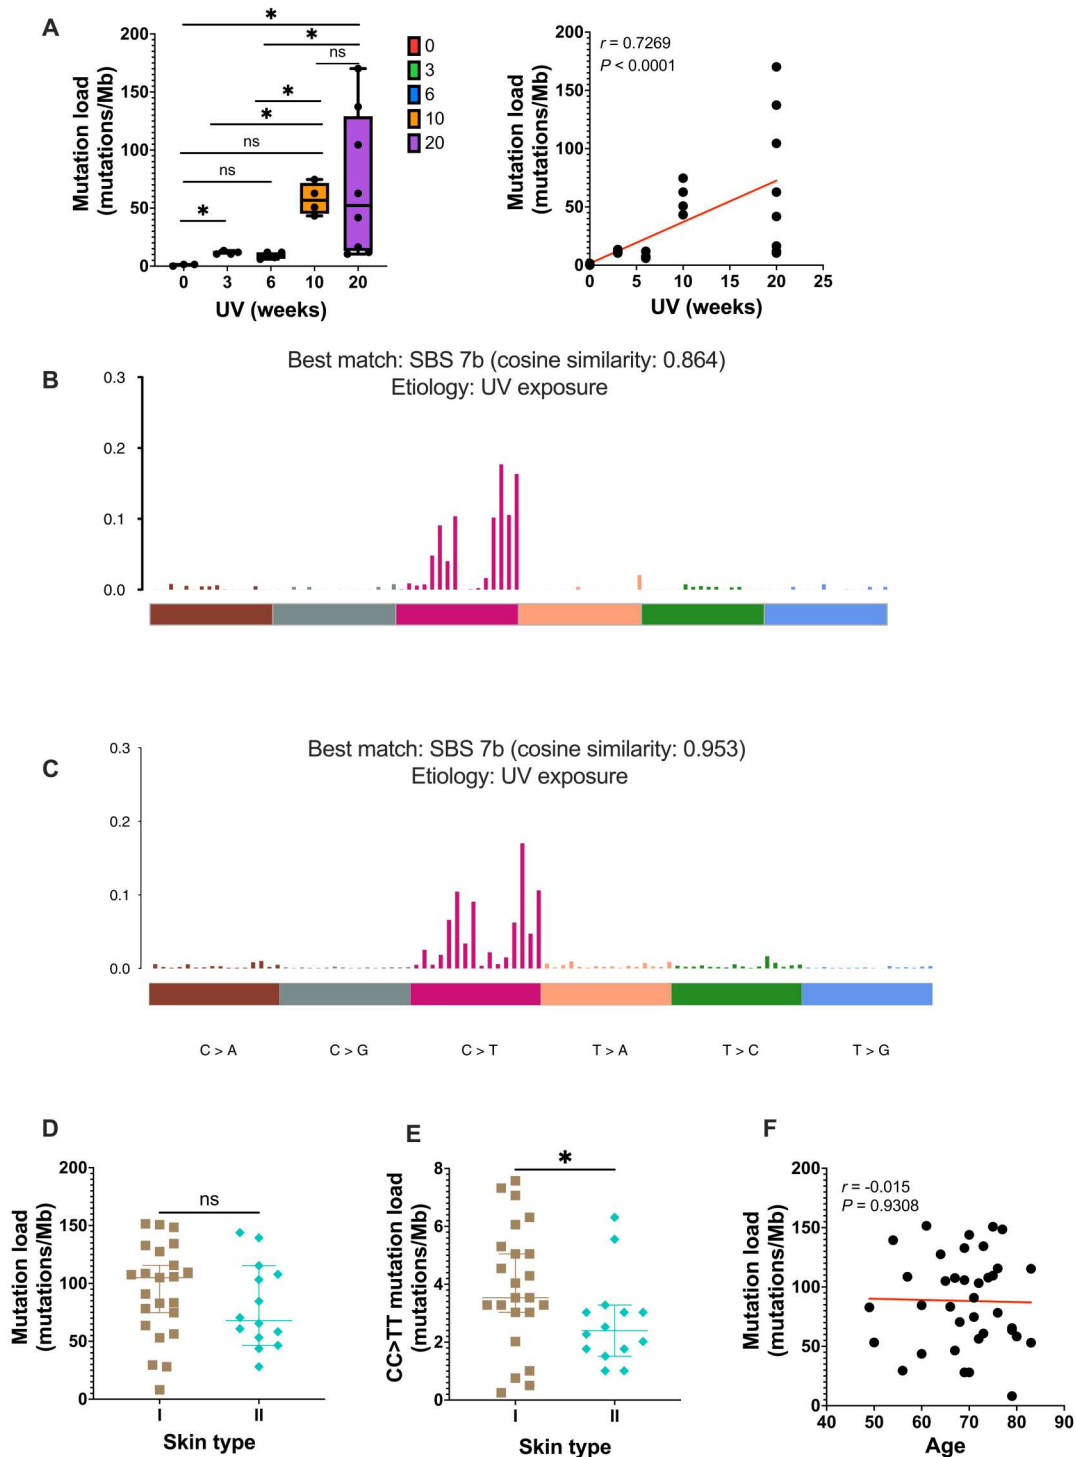 A
Mutation load
(mutations/Mb)
200
150
100
50
0
*
*
ns
*
*
ns
ns
*
0
3
6
10
20
UV (weeks)
0
3
6
10
20
Mutation load
(mutations/Mb)
200
150
100
50
0
r = 0.7269
P < 0.0001
0
5
10
15
20
25
UV (weeks)
B
Best match: SBS 7b (cosine similarity: 0.864)
Etiology: UV exposure
0.3
0.2
0.1
0.0
C
Best match: SBS 7b (cosine similarity: 0.953)
Etiology: UV exposure
0.3
0.2
0.1
0.0
C > A
C > G
C > T
T > A
T > C
T > G
D
Mutation load
(mutations/Mb)
200
150
100
50
0
ns
I
II
Skin type
E
CC>TT mutation load
(mutations/Mb)
8
6
4
2
0
*
I
II
Skin type
F
Mutation load
(mutations/Mb)
200
150
100
50
0
r = -0.015
P = 0.9308
40
50
60
70
80
90
Age